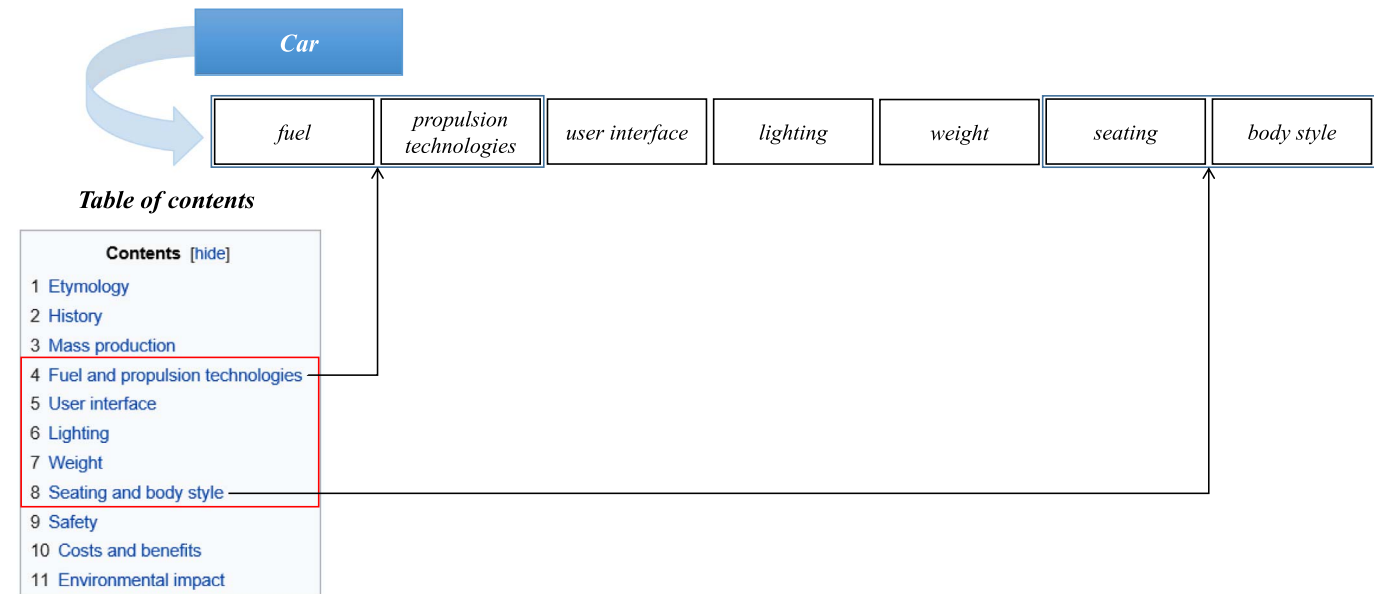 Car
fuel
propulsion
technologies
user interface
lighting
weight
seating
body style
Table of contents
Contents [hide]
1 Etymology
2 History
3 Mass production
4 Fuel and propulsion technologies
5 User interface
6 Lighting
7 Weight
8 Seating and body style
9 Safety
10 Costs and benefits
11 Environmental impact